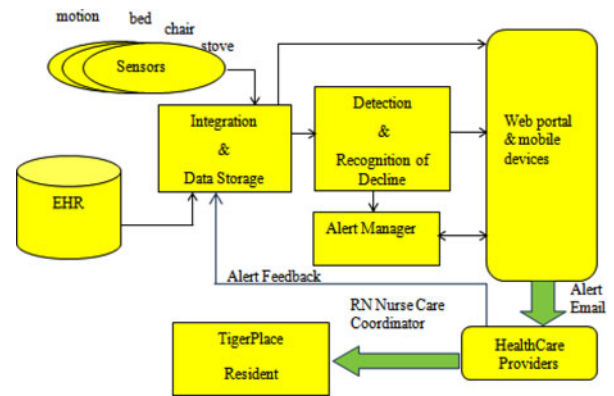 motion
bed
chair
stove
Sensors
Integration
&
Data Storage
Detection
&
Recognition of
Decline
Web portal
& mobile
devices
EHR
Alert Manager
Alert Feedback
Alert
Email
RN Nurse Care
Coordinator
TigerPlace
Resident
HealthCare
Providers